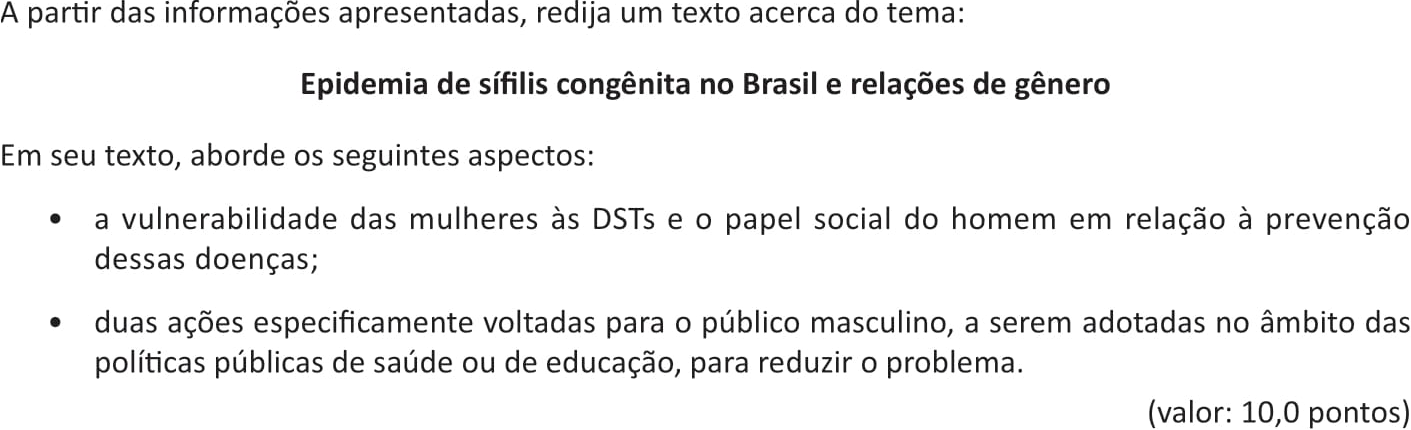 A partir das informações apresentadas, redija um texto acerca do tema:
Epidemia de sífilis congênita no Brasil e relações de gênero
Em seu texto, aborde os seguintes aspectos:
• a vulnerabilidade das mulheres às DSTs e o papel social do homem em relação à prevenção
dessas doenças;
• duas ações especificamente voltadas para o público masculino, a serem adotadas no âmbito das
políticas públicas de saúde ou de educação, para reduzir o problema.
(valor: 10,0 pontos)